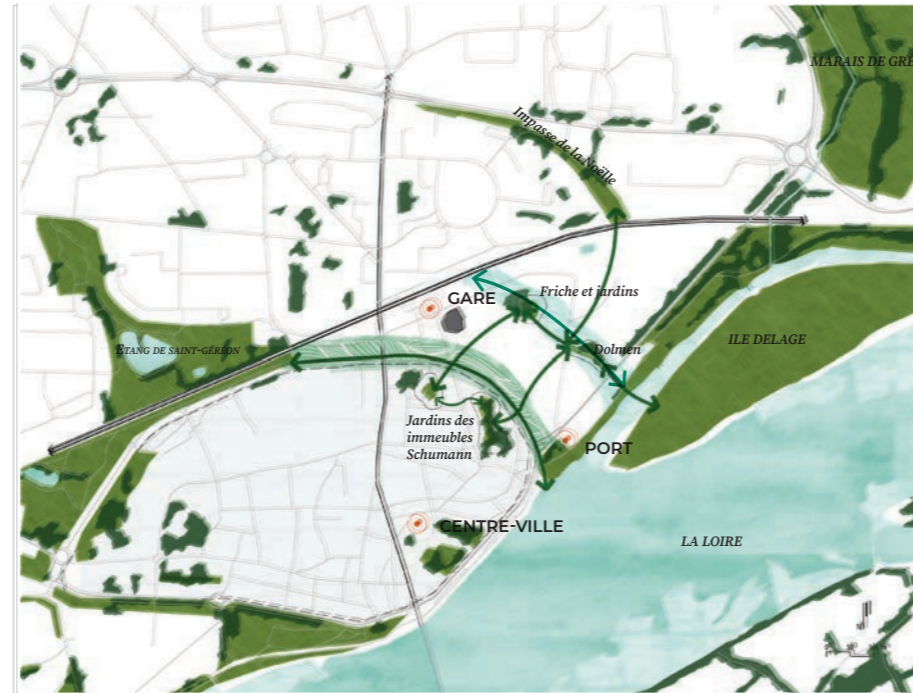 MARAIS DE GRÉ
Impasse de la Noëlle
GARE
Friche et jardins
ILE DELAGE
ETANG DE SAINT-GÉRÉON
Dolmen
Jardins des
immeubles
Schumann
PORT
CENTRE-VILLE
LA LOIRE